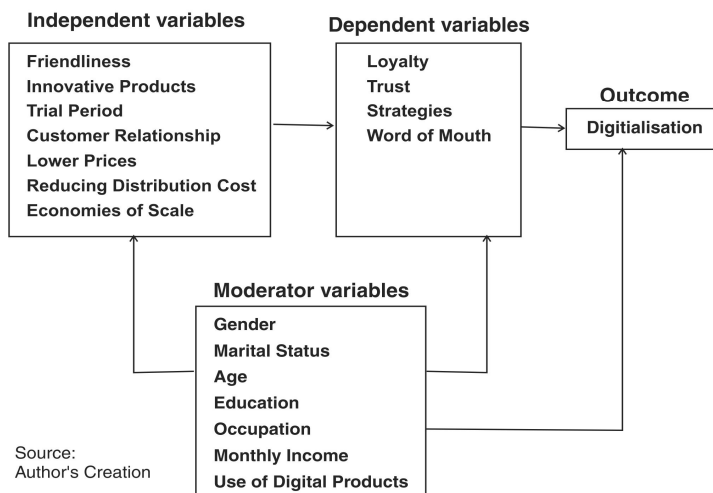 Independent variables
Friendliness
Innovative Products
Trial Period
Customer Relationship
Lower Prices
Reducing Distribution Cost
Economies of Scale
Dependent variables
Loyalty
Trust
Strategies
Word of Mouth
Outcome
Digitialisation
Moderator variables
Gender
Marital Status
Age
Education
Occupation
Monthly Income
Use of Digital Products
Source:
Author's Creation